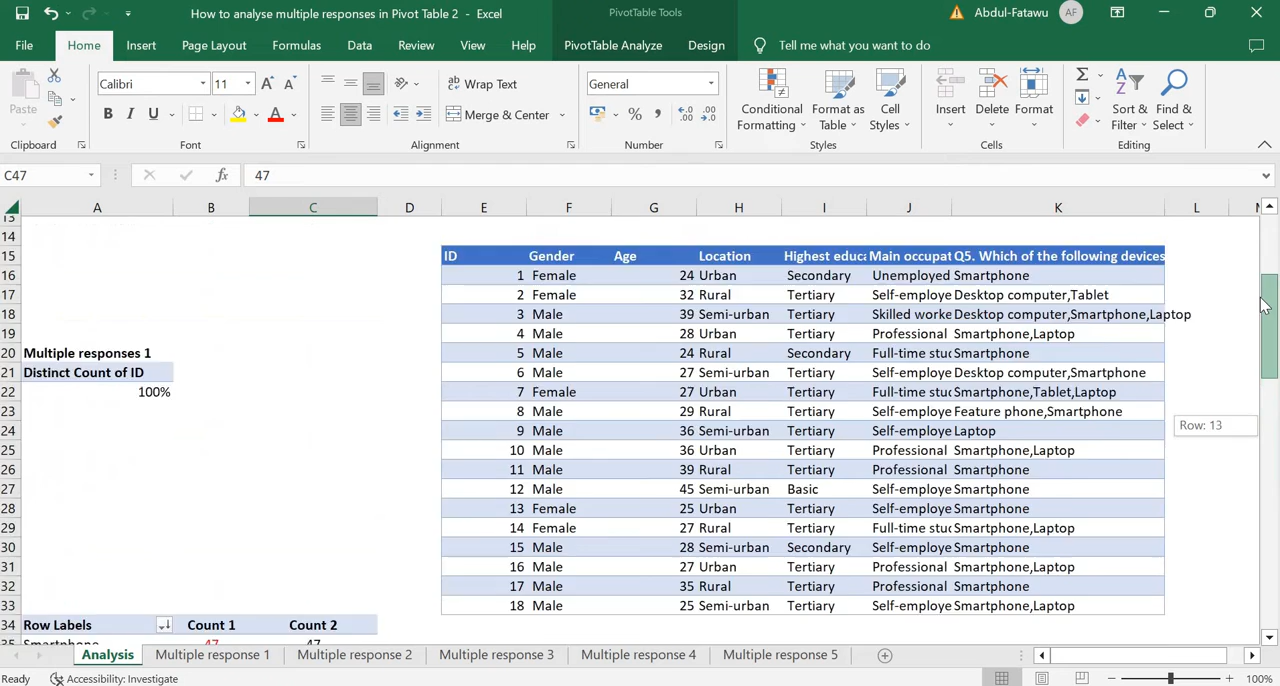 How to analyse multiple responses in Pivot Table 2 - Excel
PivotTable Tools
Abdul-Fatawu
AF
File Home Insert Page Layout Formulas Data Review View Help PivotTable Analyze Design Tell me what you want to do
Paste
Clipboard
Calibri 11
A A
B I U A
Font
Wrap Text
Merge & Center
Alignment
General
% ,
Number
Conditional Formatting
Format as Table
Cell Styles
Styles
Insert Delete Format
Cells
Sort & Filter
Find & Select
Editing
C47 fx 47
A B C D E F G H I J K L
14
15 ID Gender Age Location Highest educa Main occupat Q5. Which of the following devices
16 1 Female 24 Urban Secondary Unemployed Smartphone
17 2 Female 32 Rural Tertiary Self-employe Desktop computer,Tablet
18 3 Male 39 Semi-urban Tertiary Skilled worke Desktop computer,Smartphone,Laptop
19 4 Male 28 Urban Tertiary Professional Smartphone,Laptop
20 Multiple responses 1 5 Male 24 Rural Secondary Full-time stuc Smartphone
21 Distinct Count of ID 6 Male 27 Semi-urban Tertiary Self-employe Desktop computer,Smartphone
22 100% 7 Female 27 Urban Tertiary Full-time stuc Smartphone,Tablet,Laptop
23 8 Male 29 Rural Tertiary Self-employe Feature phone,Smartphone
24 9 Male 36 Semi-urban Tertiary Self-employe Laptop
Row: 13
25 10 Male 36 Urban Tertiary Professional Smartphone,Laptop
26 11 Male 39 Rural Tertiary Professional Smartphone
27 12 Male 45 Semi-urban Basic Self-employe Smartphone
28 13 Female 25 Urban Tertiary Self-employe Smartphone
29 14 Female 27 Rural Tertiary Full-time stuc Smartphone,Laptop
30 15 Male 28 Semi-urban Secondary Self-employe Smartphone
31 16 Male 27 Urban Tertiary Professional Smartphone,Laptop
32 17 Male 35 Rural Tertiary Professional Smartphone
33 18 Male 25 Semi-urban Tertiary Self-employe Smartphone,Laptop
34 Row Labels Count 1 Count 2
35 Smartphone 47 47
Analysis Multiple response 1 Multiple response 2 Multiple response 3 Multiple response 4 Multiple response 5
Ready Accessibility: Investigate 100%